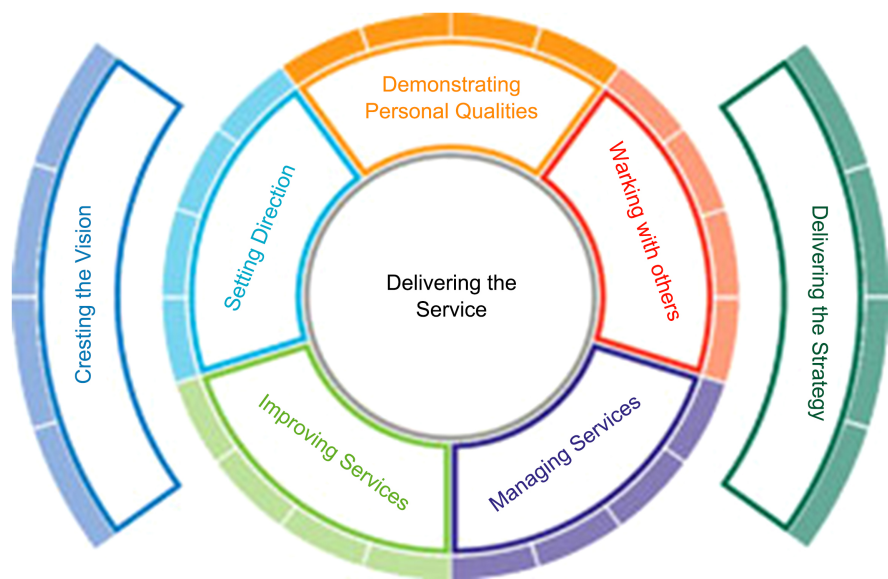 Demonstrating
Personal Qualities
Cresting the Vision
Setting Direction
Delivering the
Service
Warking with others
Delivering the Strategy
Improving Services
Managing Services